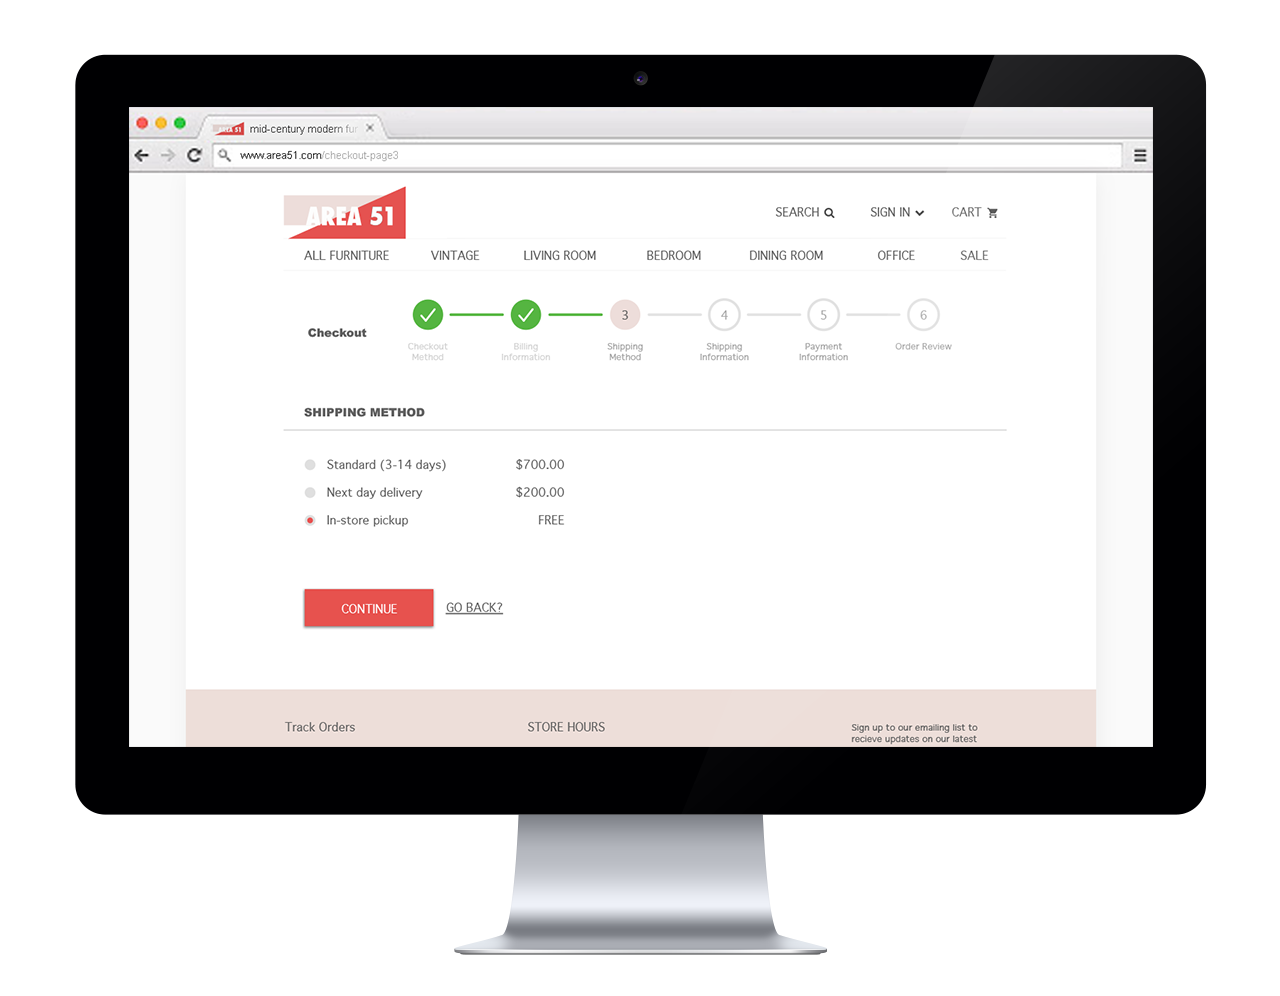 AREA 51 mid-century modern fur
www.area51.com/checkout-page3
AREA 51
SEARCH SIGN IN CART
ALL FURNITURE VINTAGE LIVING ROOM BEDROOM DINING ROOM OFFICE SALE
Checkout
3 4 5 6
Checkout Billing Shipping Shipping Payment Order Review
Method Information Method Information Information
SHIPPING METHOD
Standard (3-14 days) $700.00
Next day delivery $200.00
In-store pickup FREE
CONTINUE GO BACK?
Track Orders STORE HOURS Sign up to our emailing list to
recieve updates on our latest